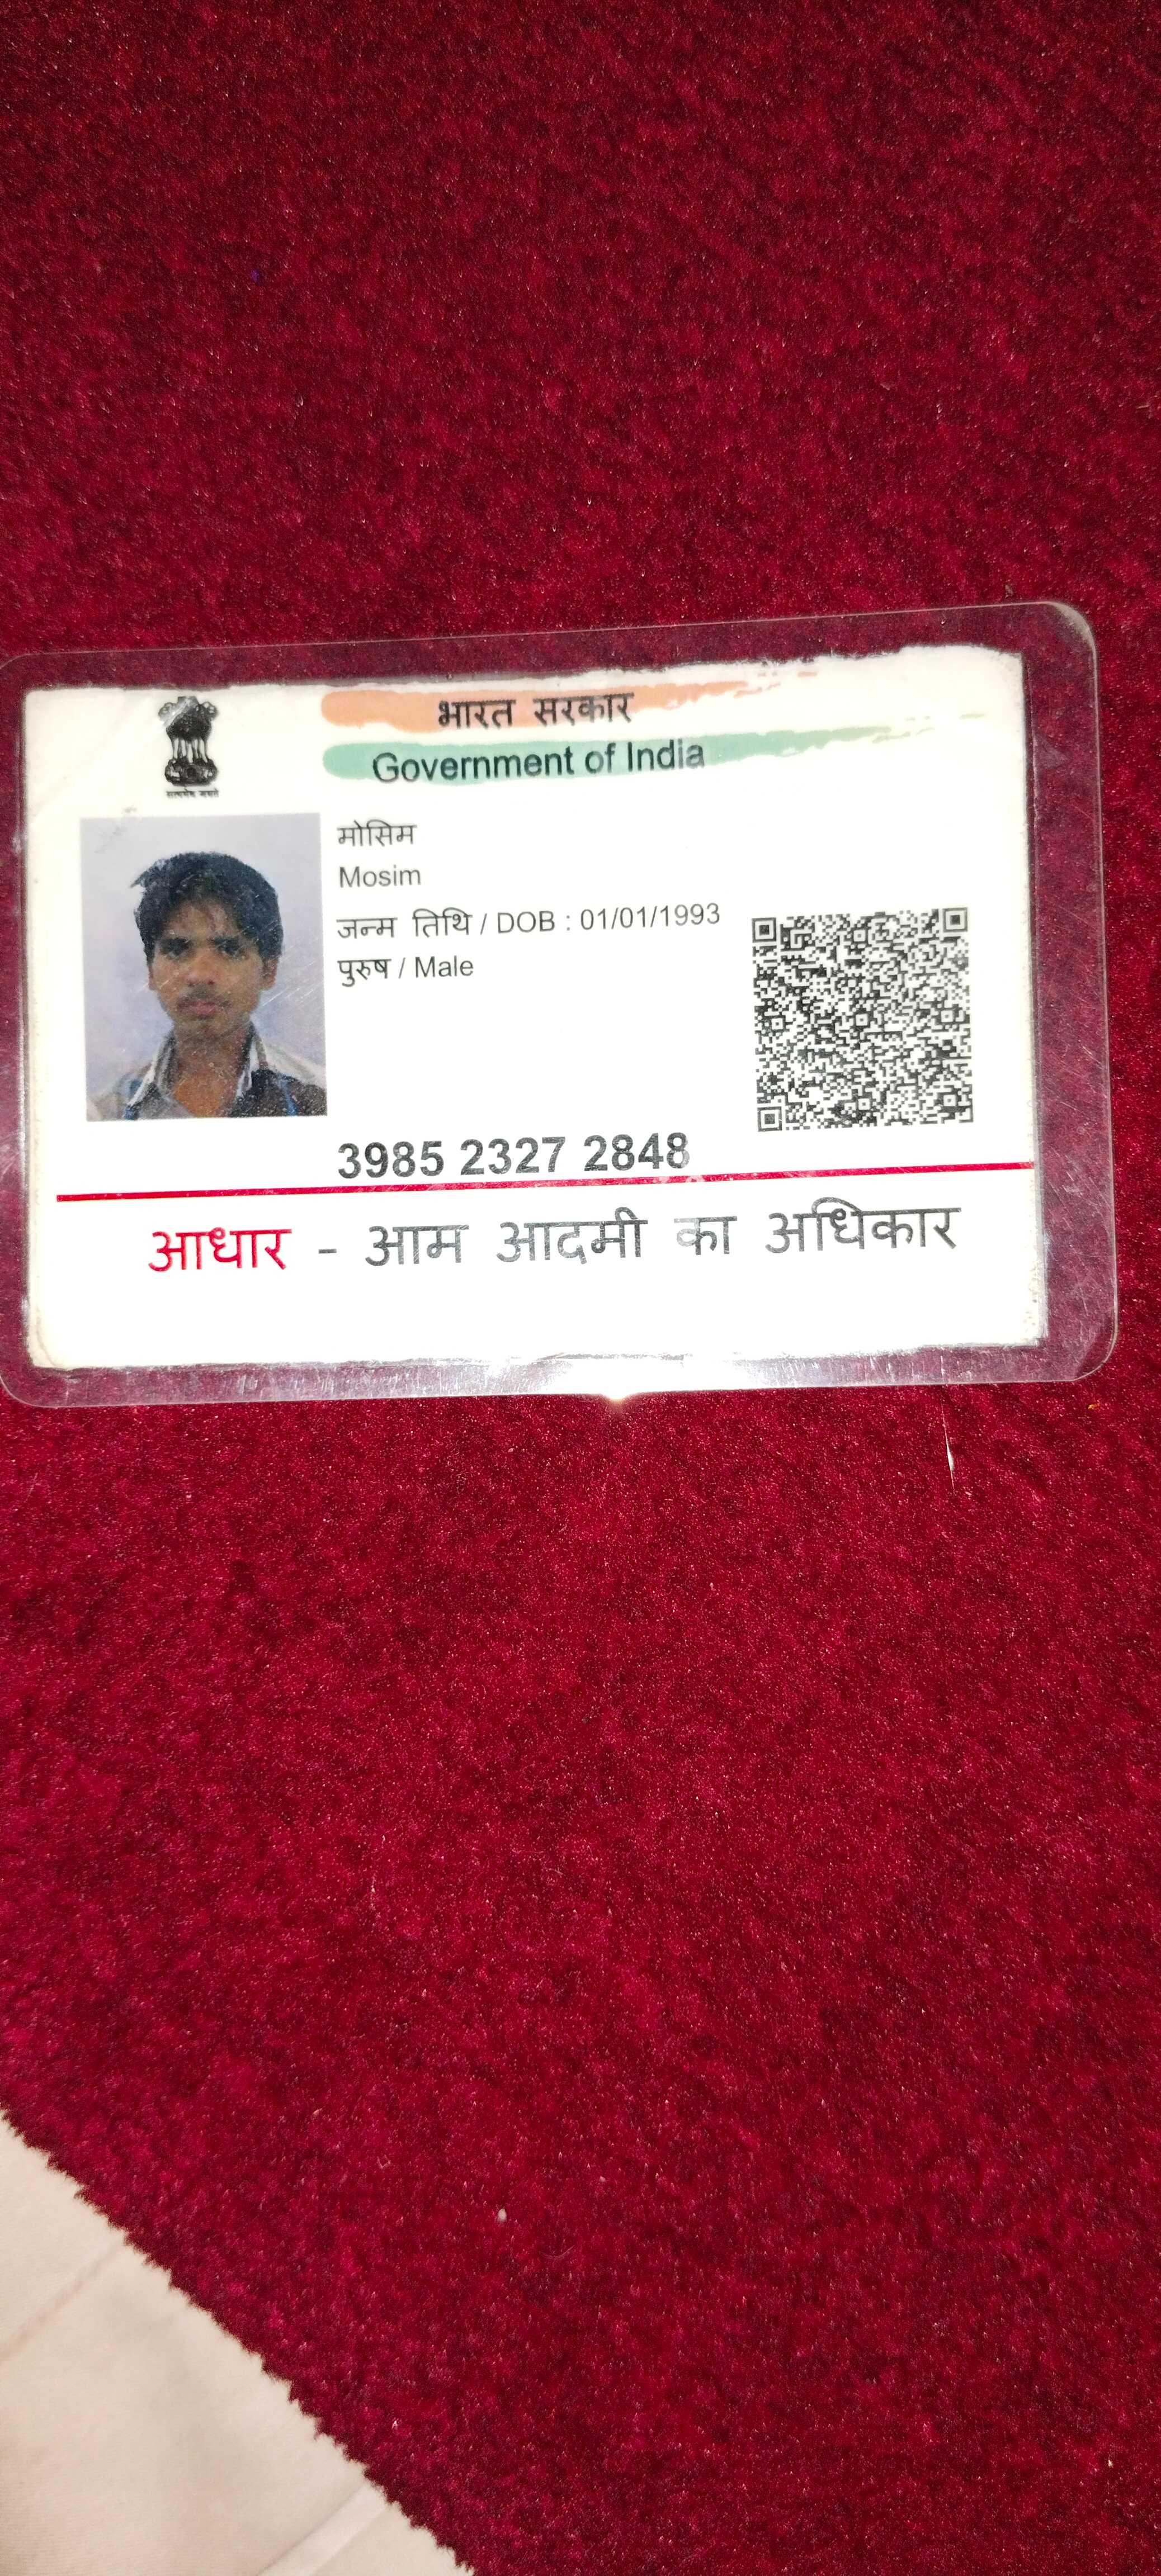 सत्यमेव जयते
भारत सरकार
Government of India
मोसिम
Mosim
जन्म तिथि / DOB : 01/01/1993
पुरुष / Male
3985 2327 2848
आधार - आम आदमी का अधिकार